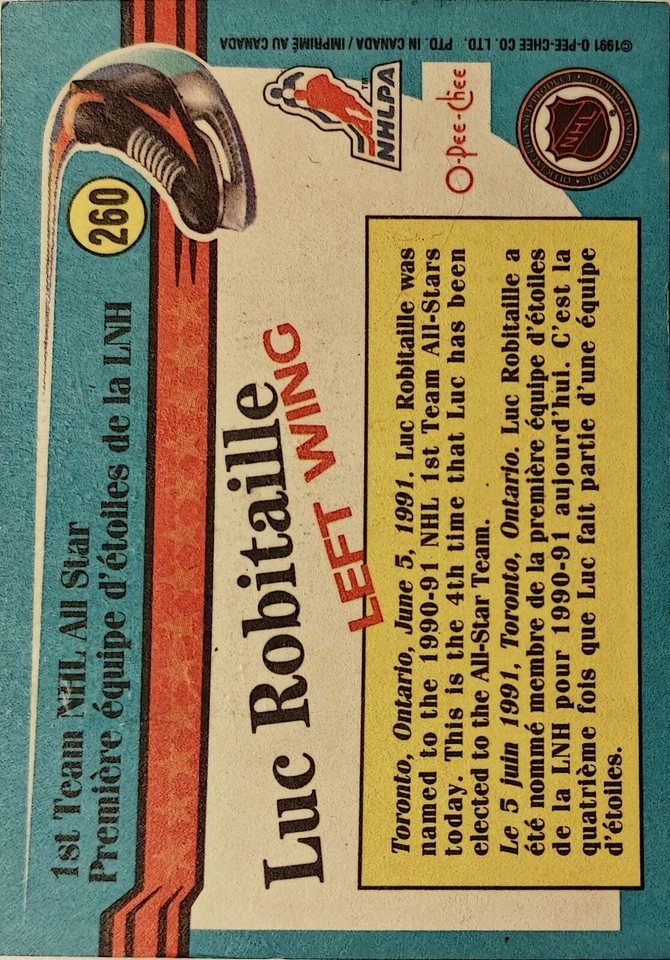 260
1st Team NHL All Star
Première équipe d'étoiles de la LNH
Luc Robitaille
LEFT WING
Toronto, Ontario, June 5, 1991. Luc Robitaille was
named to the 1990-91 NHL 1st Team All-Stars
today. This is the 4th time that Luc has been
elected to the All-Star Team.
Le 5 juin 1991, Toronto, Ontario. Luc Robitaille a
été nommé membre de la première équipe d'étoiles
de la LNH pour 1990-91 aujourd'hui. C'est la
quatrième fois que Luc fait partie d'une équipe
d'étoiles.
NHLPA
TM
O-Pee-Chee
NHL
©1991 O-PEE-CHEE CO. LTD. PTD. IN CANADA / IMPRIMÉ AU CANADA